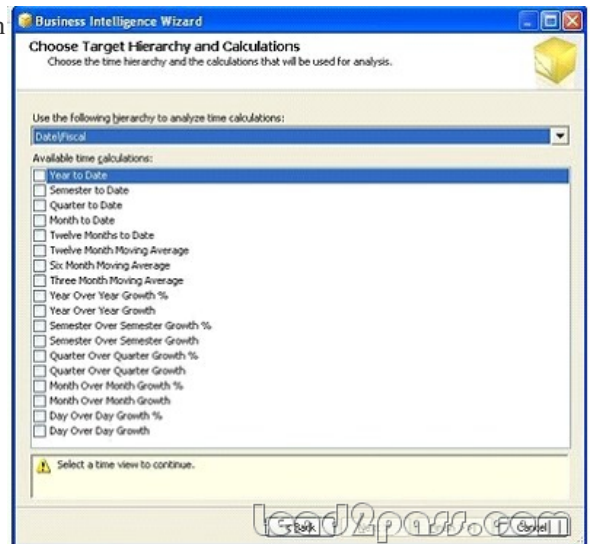 n
Business Intelligence Wizard
Choose Target Hierarchy and Calculations
Choose the time hierarchy and the calculations that will be used for analysis.
Use the following hierarchy to analyze time calculations:
Date\Fiscal
Available time calculations:
Year to Date
Semester to Date
Quarter to Date
Month to Date
Twelve Months to Date
Twelve Month Moving Average
Six Month Moving Average
Three Month Moving Average
Year Over Year Growth %
Year Over Year Growth
Semester Over Semester Growth %
Semester Over Semester Growth
Quarter Over Quarter Growth %
Quarter Over Quarter Growth
Month Over Month Growth %
Month Over Month Growth
Day Over Day Growth %
Day Over Day Growth
Select a time view to continue.
< Back
Cancel
lead2pass.com